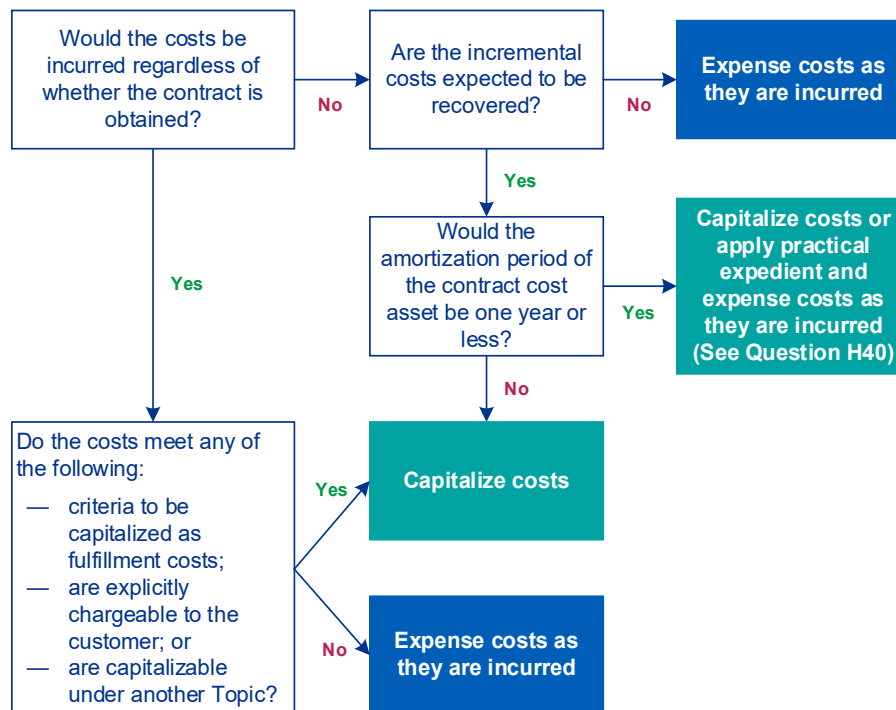 Would the costs be
incurred regardless of
whether the contract is
obtained?
No
Are the incremental
costs expected to be
recovered?
No
Expense costs as
they are incurred
Yes
Yes
Would the
amortization period of
the contract cost
asset be one year or
less?
Yes
Capitalize costs or
apply practical
expedient and
expense costs as
they are incurred
(See Question H40)
No
Do the costs meet any of
the following:
— criteria to be
capitalized as
fulfillment costs;
— are explicitly
chargeable to the
customer; or
— are capitalizable
under another Topic?
Yes
Capitalize costs
No
Expense costs as
they are incurred